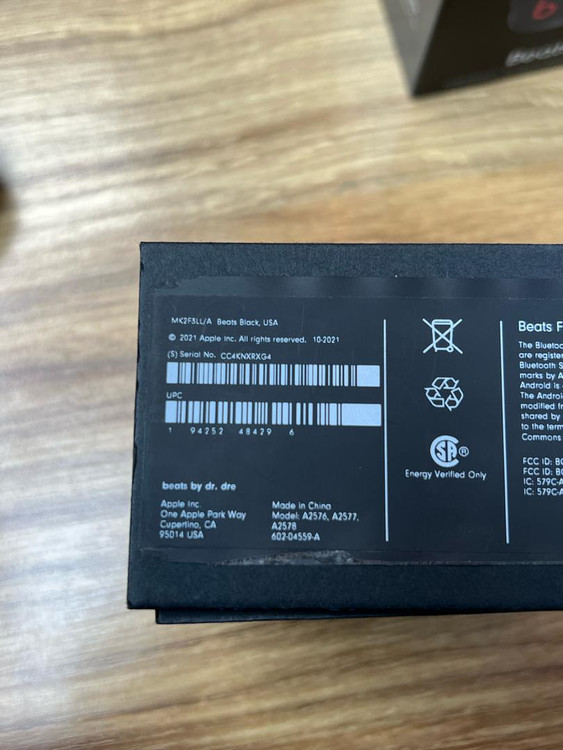 MK2F3LL/A Beats Black, USA
© 2021 Apple Inc. All rights reserved. 10-2021
(S) Serial No. CC4KNXRXG4
UPC
1 94252 48429 6
beats by dr. dre
Apple Inc.
One Apple Park Way
Cupertino, CA
95014 USA
Made in China
Model: A2576, A2577,
A2578
602-04559-A
SA®
Energy Verified Only
Beats F
The Bluetoo
are register
Bluetooth S
marks by A
Android is
The Androi
modified fr
shared by
to the term
Commons
FCC ID: BC
FCC ID: BC
IC: 579C-A
IC: 579C-A
b